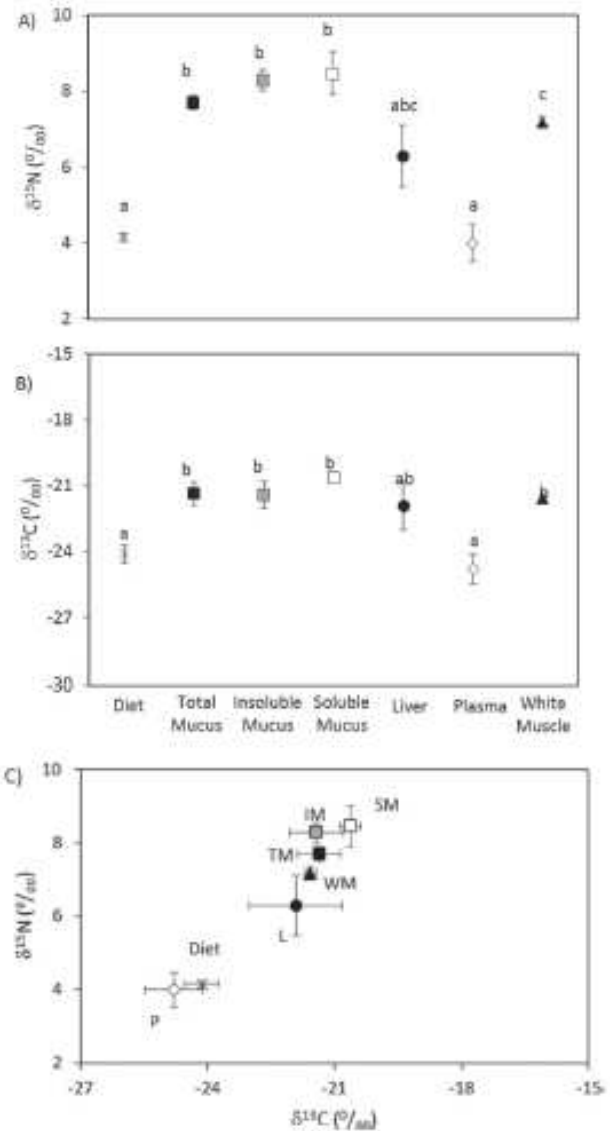 A)
10
8
6
4
2
δ¹⁵N (⁰/₀₀)
a
b
b
b
abc
a
c
B)
-15
-18
-21
-24
-27
-30
δ¹³C (⁰/₀₀)
a
b
b
b
ab
a
b
Diet
Total Mucus
Insoluble Mucus
Soluble Mucus
Liver
Plasma
White Muscle
C)
10
8
6
4
2
δ¹⁵N (⁰/₀₀)
IM
SM
TM
WM
L
Diet
P
-27
-24
-21
-18
-15
δ¹³C (⁰/₀₀)